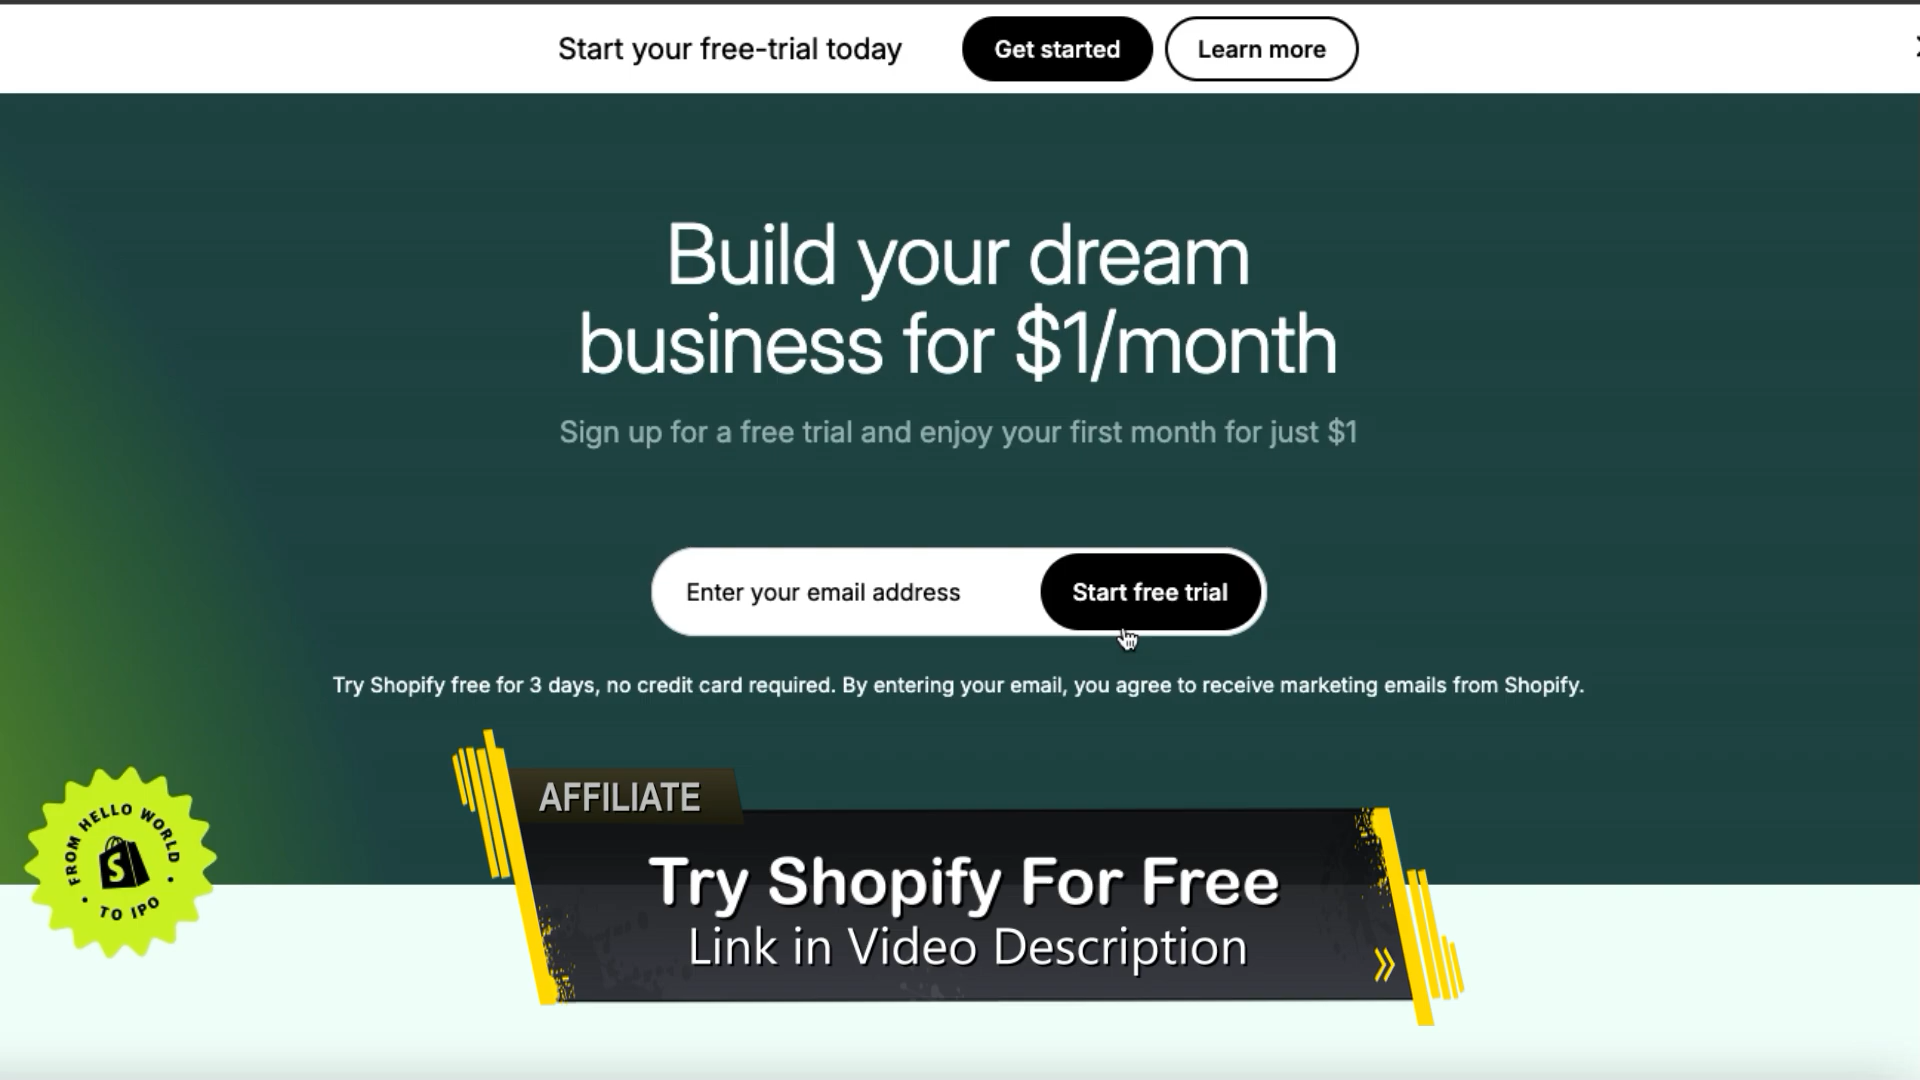 Start your free-trial today
Get started
Learn more
Build your dream
business for $1/month
Sign up for a free trial and enjoy your first month for just $1
Enter your email address
Start free trial
Try Shopify free for 3 days, no credit card required. By entering your email, you agree to receive marketing emails from Shopify.
FROM HELLO WORLD
S
• TO IPO •
AFFILIATE
Try Shopify For Free
Link in Video Description